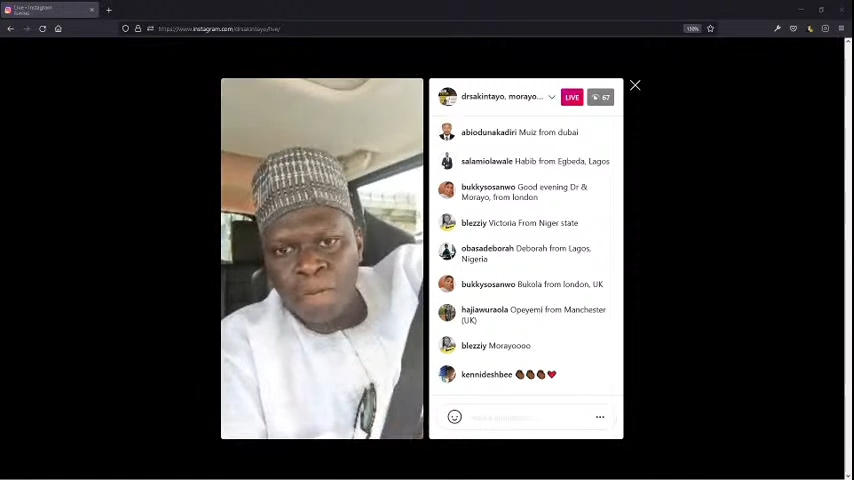 Live • Instagram
https://www.instagram.com/drsakintayo/live/
130%
drsakintayo, morayo...
LIVE
67
abiodunakadiri Muiz from dubai
salamiolawale Habib from Egbeda, Lagos
bukkysosanwo Good evening Dr &
Morayo, from london
blezziy Victoria From Niger state
obasadeborah Deborah from Lagos,
Nigeria
bukkysosanwo Bukola from london, UK
hajiawuraola Opeyemi from Manchester
(UK)
blezziy Morayoooo
kennideshbee